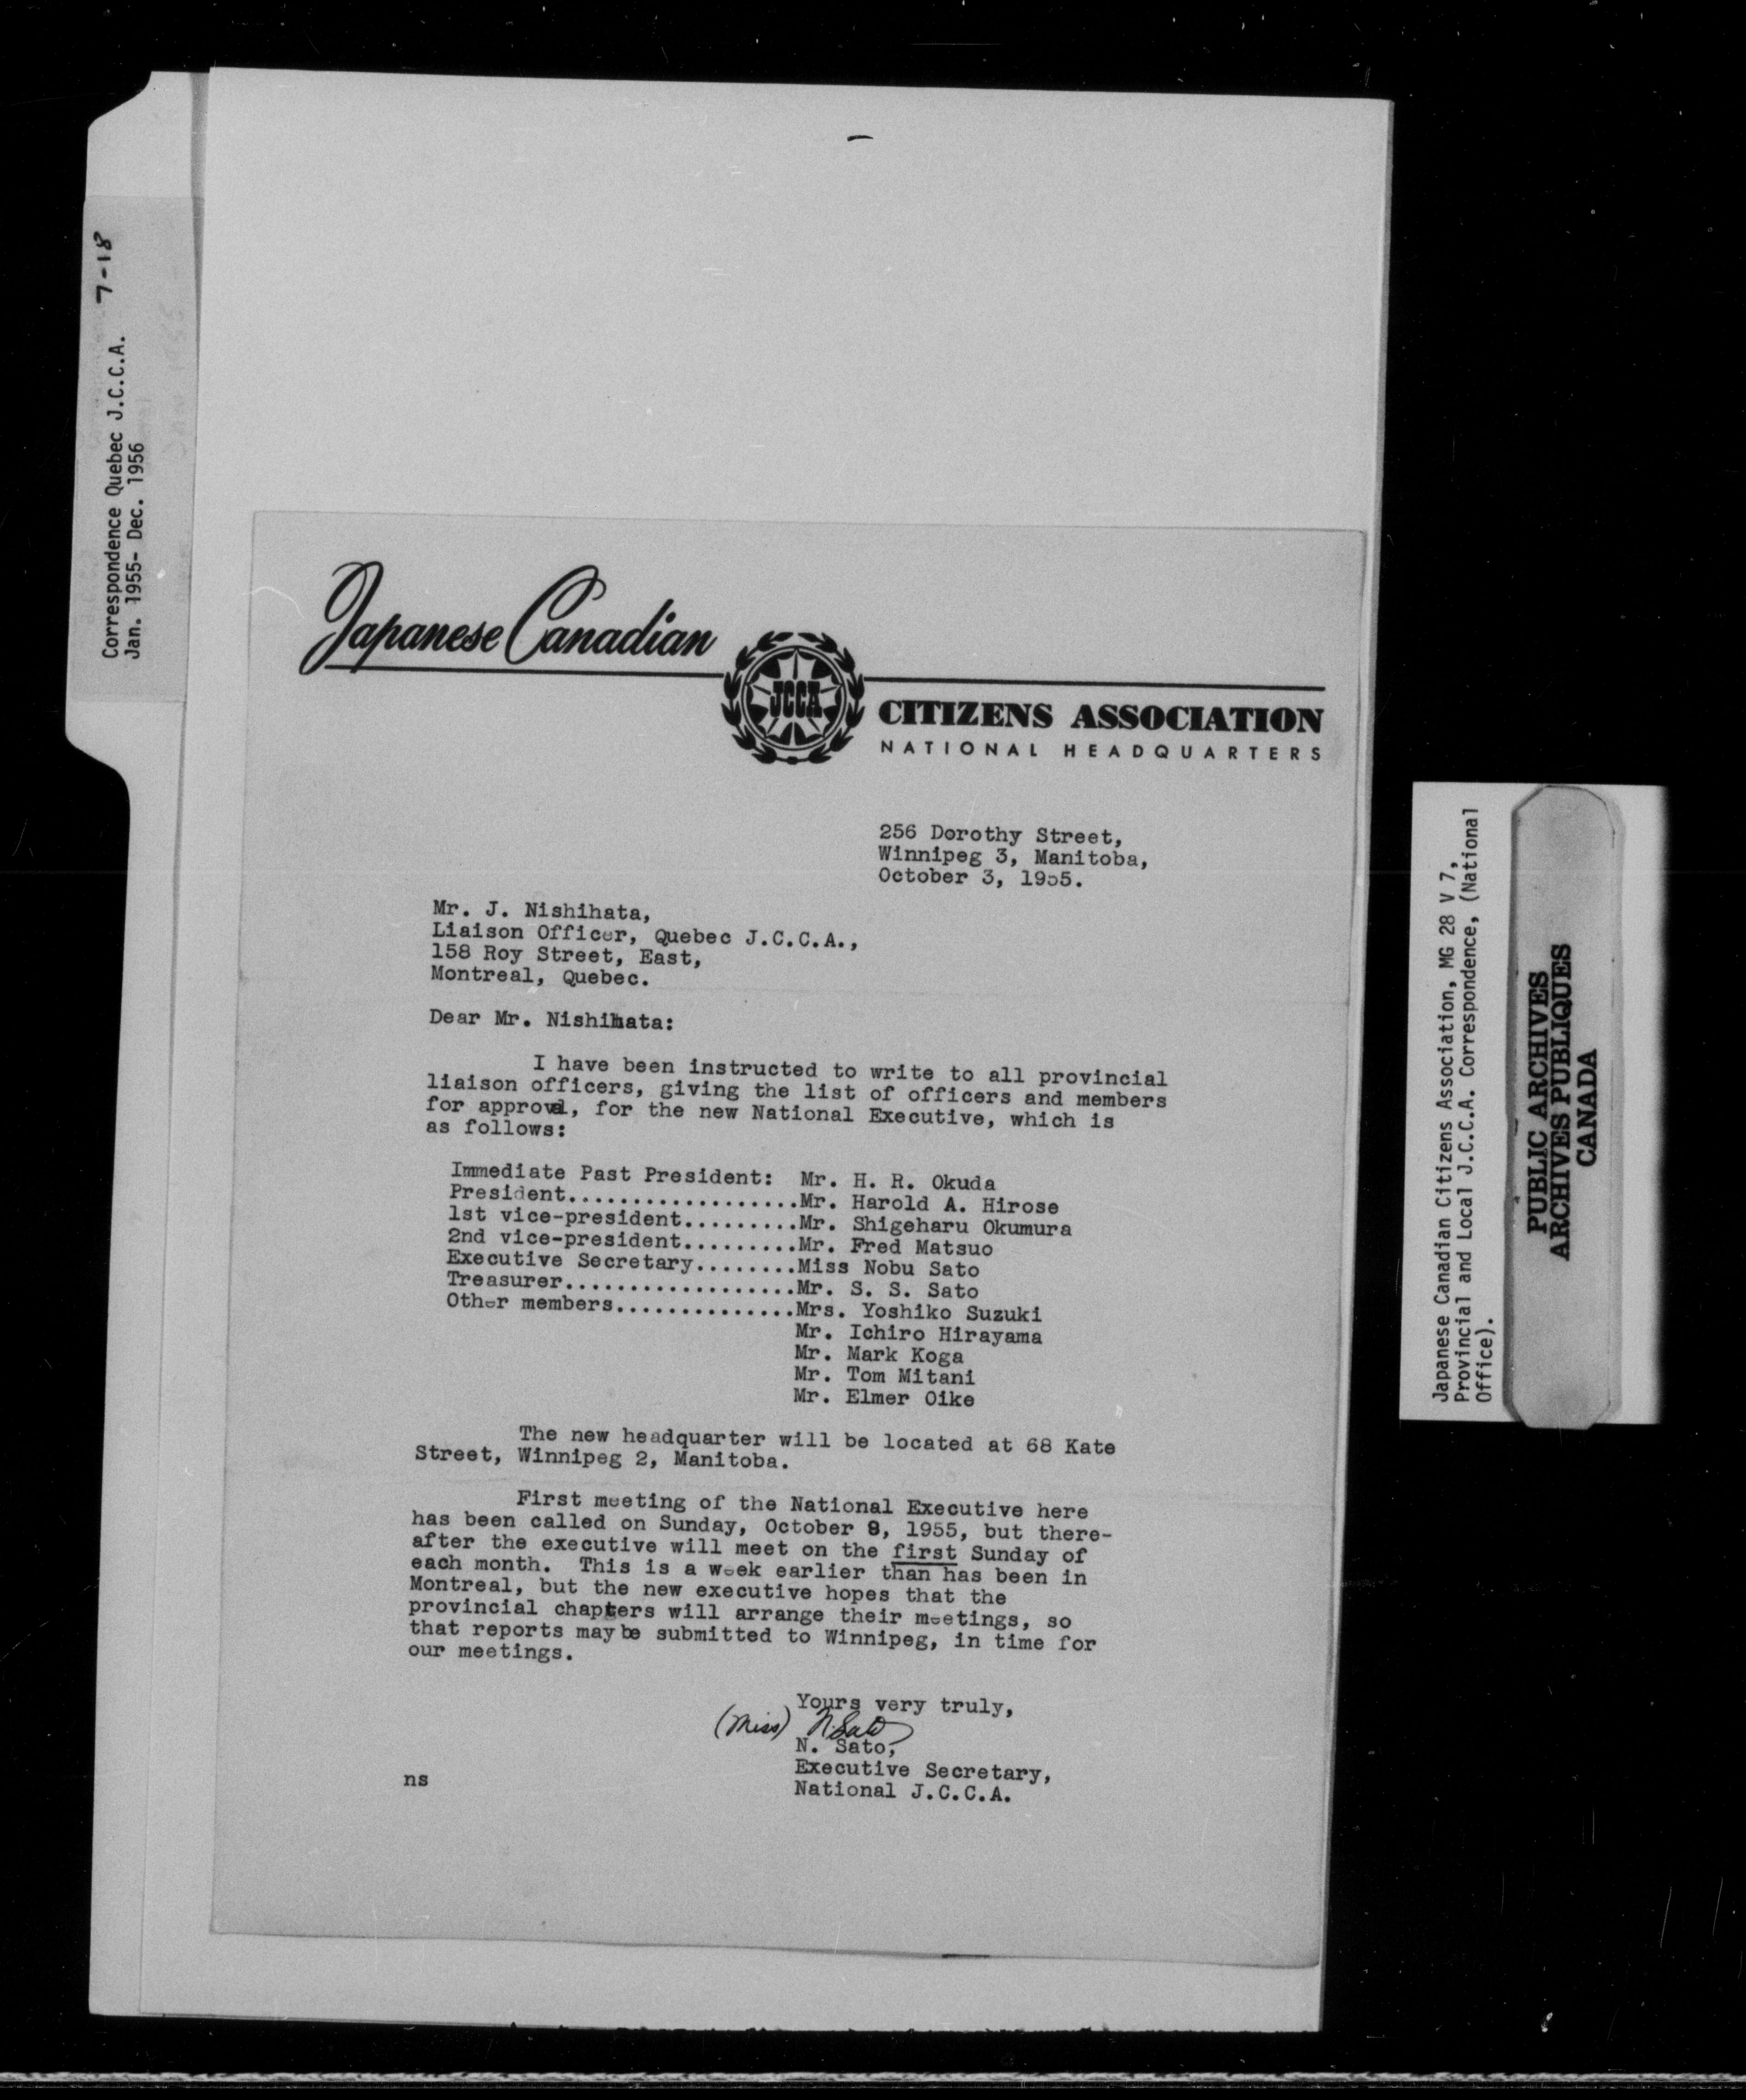 Correspondence Quebec J.C.C.A. 7-18
Jan. 1955- Dec. 1956
Japanese Canadian
JCCA
CITIZENS ASSOCIATION
NATIONAL HEADQUARTERS
256 Dorothy Street,
Winnipeg 3, Manitoba,
October 3, 1955.
Mr. J. Nishihata,
Liaison Officer, Quebec J.C.C.A.,
158 Roy Street, East,
Montreal, Quebec.
Dear Mr. Nishihata:
I have been instructed to write to all provincial
liaison officers, giving the list of officers and members
for approval, for the new National Executive, which is
as follows:
Immediate Past President: Mr. H. R. Okuda
President..................Mr. Harold A. Hirose
1st vice-president.........Mr. Shigeharu Okumura
2nd vice-president.........Mr. Fred Matsuo
Executive Secretary........Miss Nobu Sato
Treasurer..................Mr. S. S. Sato
Other members..............Mrs. Yoshiko Suzuki
Mr. Ichiro Hirayama
Mr. Mark Koga
Mr. Tom Mitani
Mr. Elmer Oike
The new headquarter will be located at 68 Kate
Street, Winnipeg 2, Manitoba.
First meeting of the National Executive here
has been called on Sunday, October 9, 1955, but there-
after the executive will meet on the first Sunday of
each month. This is a week earlier than has been in
Montreal, but the new executive hopes that the
provincial chapters will arrange their meetings, so
that reports may be submitted to Winnipeg, in time for
our meetings.
Yours very truly,
(Miss) N. Sato
N. Sato,
Executive Secretary,
National J.C.C.A.
ns
Japanese Canadian Citizens Association, MG 28 V 7,
Provincial and Local J.C.C.A. Correspondence, (National
Office).
PUBLIC ARCHIVES
ARCHIVES PUBLIQUES
CANADA